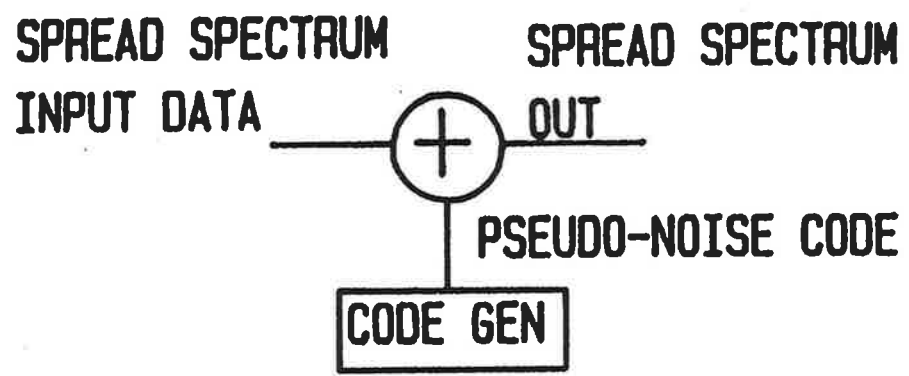 SPREAD SPECTRUM
INPUT DATA
SPREAD SPECTRUM
OUT
PSEUDO-NOISE CODE
CODE GEN